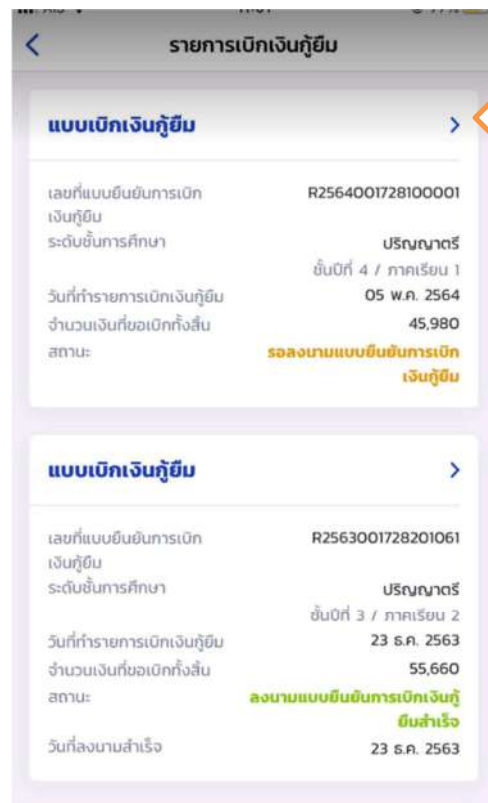 รายการเบิกเงินกู้ยืม
แบบเบิกเงินกู้ยืม
เลขที่แบบยืนยันการเบิก R2564001728100001
เงินกู้ยืม
ระดับชั้นการศึกษา ปริญญาตรี
ชั้นปีที่ 4 / ภาคเรียน 1
วันที่ทำรายการเบิกเงินกู้ยืม 05 พ.ค. 2564
จำนวนเงินที่ขอเบิกทั้งสิ้น 45,980
สถานะ: รอลงนามแบบยืนยันการเบิก
เงินกู้ยืม
แบบเบิกเงินกู้ยืม
เลขที่แบบยืนยันการเบิก R2563001728201061
เงินกู้ยืม
ระดับชั้นการศึกษา ปริญญาตรี
ชั้นปีที่ 3 / ภาคเรียน 2
วันที่ทำรายการเบิกเงินกู้ยืม 23 ธ.ค. 2563
จำนวนเงินที่ขอเบิกทั้งสิ้น 55,660
สถานะ: ลงนามแบบยืนยันการเบิกเงินกู้
ยืมสำเร็จ
วันที่ลงนามสำเร็จ 23 ธ.ค. 2563